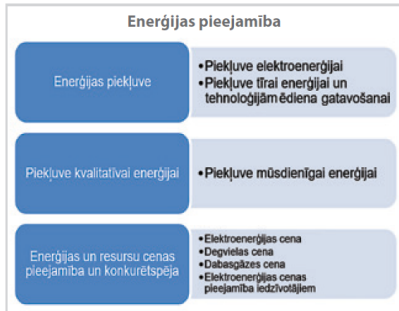 Enerģijas pieejamība
Enerģijas piekļuve
•Piekļuve elektroenerģijai
•Piekļuve tīrai enerģijai un
tehnoloģijām ēdiena gatavošanai
Piekļuve kvalitatīvai enerģijai
•Piekļuve mūsdienīgai enerģijai
Enerģijas un resursu cenas
pieejamība un konkurētspēja
•Elektroenerģijas cena
•Degvielas cena
•Dabasgāzes cena
•Elektroenerģijas cenas
pieejamība iedzīvotājiem